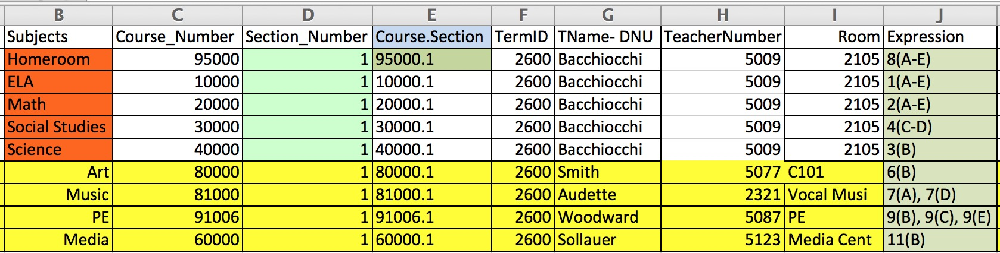 B C D E F G H I J
Subjects Course_Number Section_Number Course.Section TermID TName- DNU TeacherNumber Room Expression
Homeroom 95000 1 95000.1 2600 Bacchiocchi 5009 2105 8(A-E)
ELA 10000 1 10000.1 2600 Bacchiocchi 5009 2105 1(A-E)
Math 20000 1 20000.1 2600 Bacchiocchi 5009 2105 2(A-E)
Social Studies 30000 1 30000.1 2600 Bacchiocchi 5009 2105 4(C-D)
Science 40000 1 40000.1 2600 Bacchiocchi 5009 2105 3(B)
Art 80000 1 80000.1 2600 Smith 5077 C101 6(B)
Music 81000 1 81000.1 2600 Audette 2321 Vocal Musi 7(A), 7(D)
PE 91006 1 91006.1 2600 Woodward 5087 PE 9(B), 9(C), 9(E)
Media 60000 1 60000.1 2600 Sollauer 5123 Media Cent 11(B)